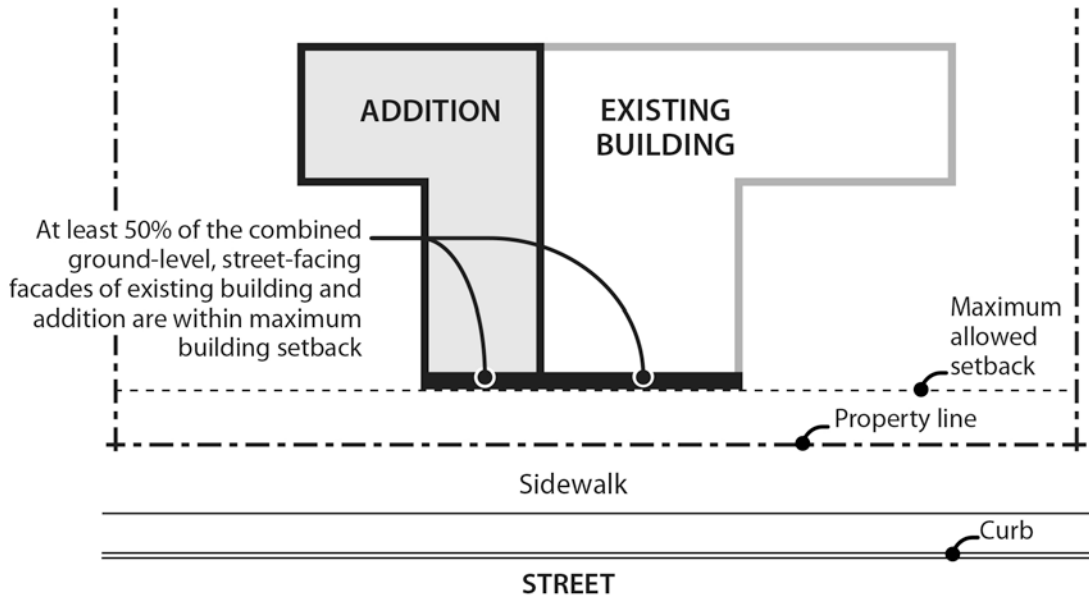 ADDITION
EXISTING
BUILDING
At least 50% of the combined
ground-level, street-facing
facades of existing building and
addition are within maximum
building setback
Maximum
allowed
setback
Property line
Sidewalk
Curb
STREET